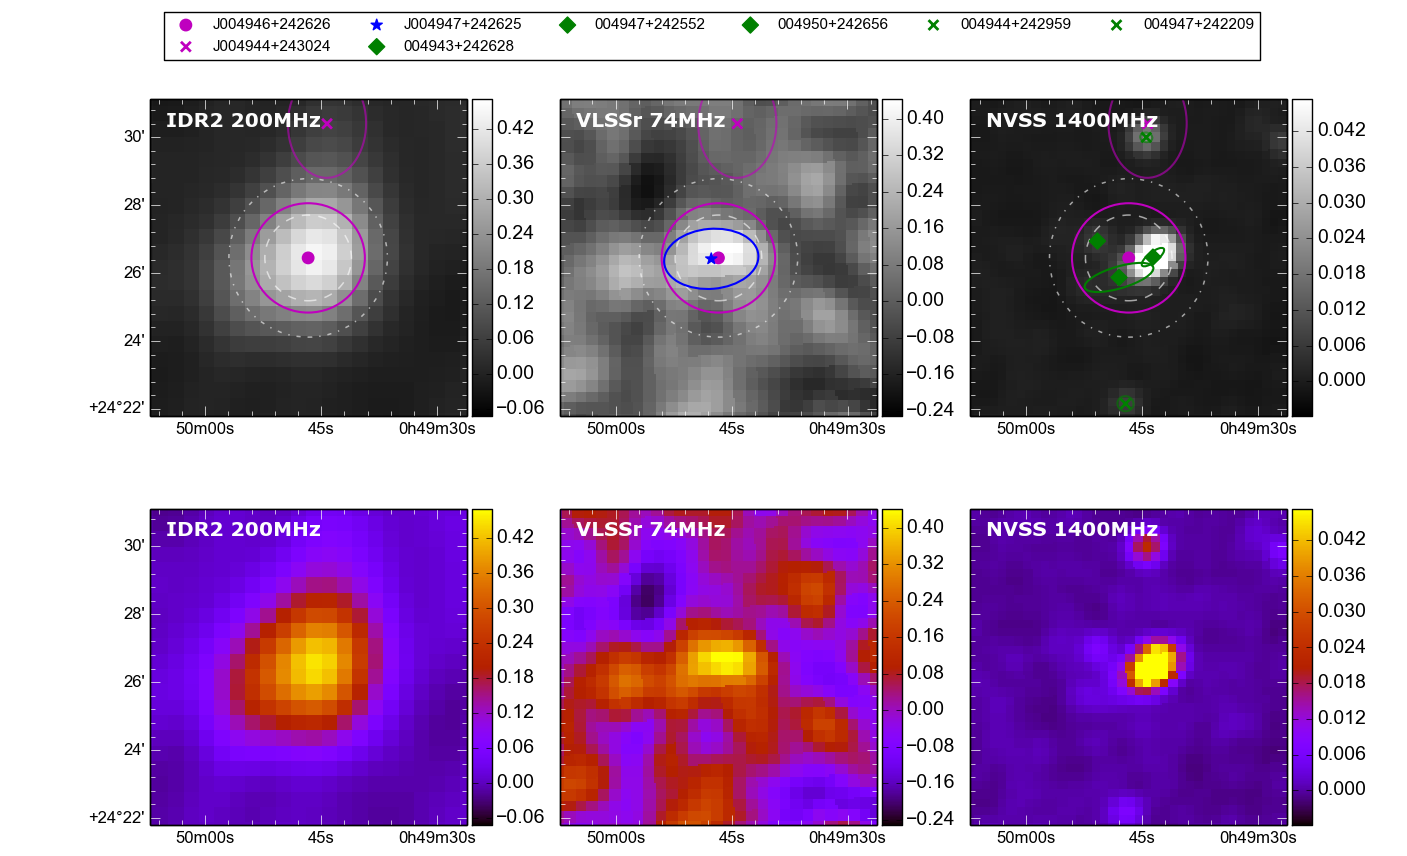 J004946+242626 J004947+242625 004947+242552 004950+242656 004944+242959 004947+242209
J004944+243024 004943+242628
IDR2 200MHz VLSSr 74MHz NVSS 1400MHz
30' 28' 26' 24' +24°22'
0.42 0.36 0.30 0.24 0.18 0.12 0.06 0.00 −0.06
0.40 0.32 0.24 0.16 0.08 0.00 −0.08 −0.16 −0.24
0.042 0.036 0.030 0.024 0.018 0.012 0.006 0.000
50m00s 45s 0h49m30s 50m00s 45s 0h49m30s 50m00s 45s 0h49m30s
IDR2 200MHz VLSSr 74MHz NVSS 1400MHz
30' 28' 26' 24' +24°22'
0.42 0.36 0.30 0.24 0.18 0.12 0.06 0.00 −0.06
0.40 0.32 0.24 0.16 0.08 0.00 −0.08 −0.16 −0.24
0.042 0.036 0.030 0.024 0.018 0.012 0.006 0.000
50m00s 45s 0h49m30s 50m00s 45s 0h49m30s 50m00s 45s 0h49m30s